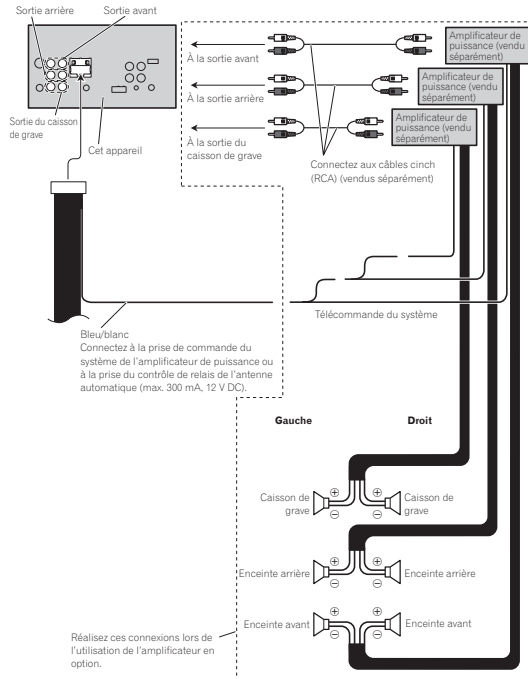 Sortie arrière
Sortie avant
Sortie du caisson
de grave
Cet appareil
À la sortie avant
À la sortie arrière
À la sortie du
caisson de grave
Amplificateur de
puissance (vendu
séparément)
Amplificateur de
puissance (vendu
séparément)
Amplificateur de
puissance (vendu
séparément)
Connectez aux câbles cinch
(RCA) (vendus séparément)
Télécommande du système
Bleu/blanc
Connectez à la prise de commande du
système de l'amplificateur de puissance ou
à la prise du contrôle de relais de l'antenne
automatique (max. 300 mA, 12 V DC).
Gauche
Droit
Caisson de
grave
⊕
⊖
⊕
⊖
Caisson de
grave
Enceinte arrière
⊕
⊖
⊕
⊖
Enceinte arrière
Enceinte avant
⊕
⊖
⊕
⊖
Enceinte avant
Réalisez ces connexions lors de
l'utilisation de l'amplificateur en
option.